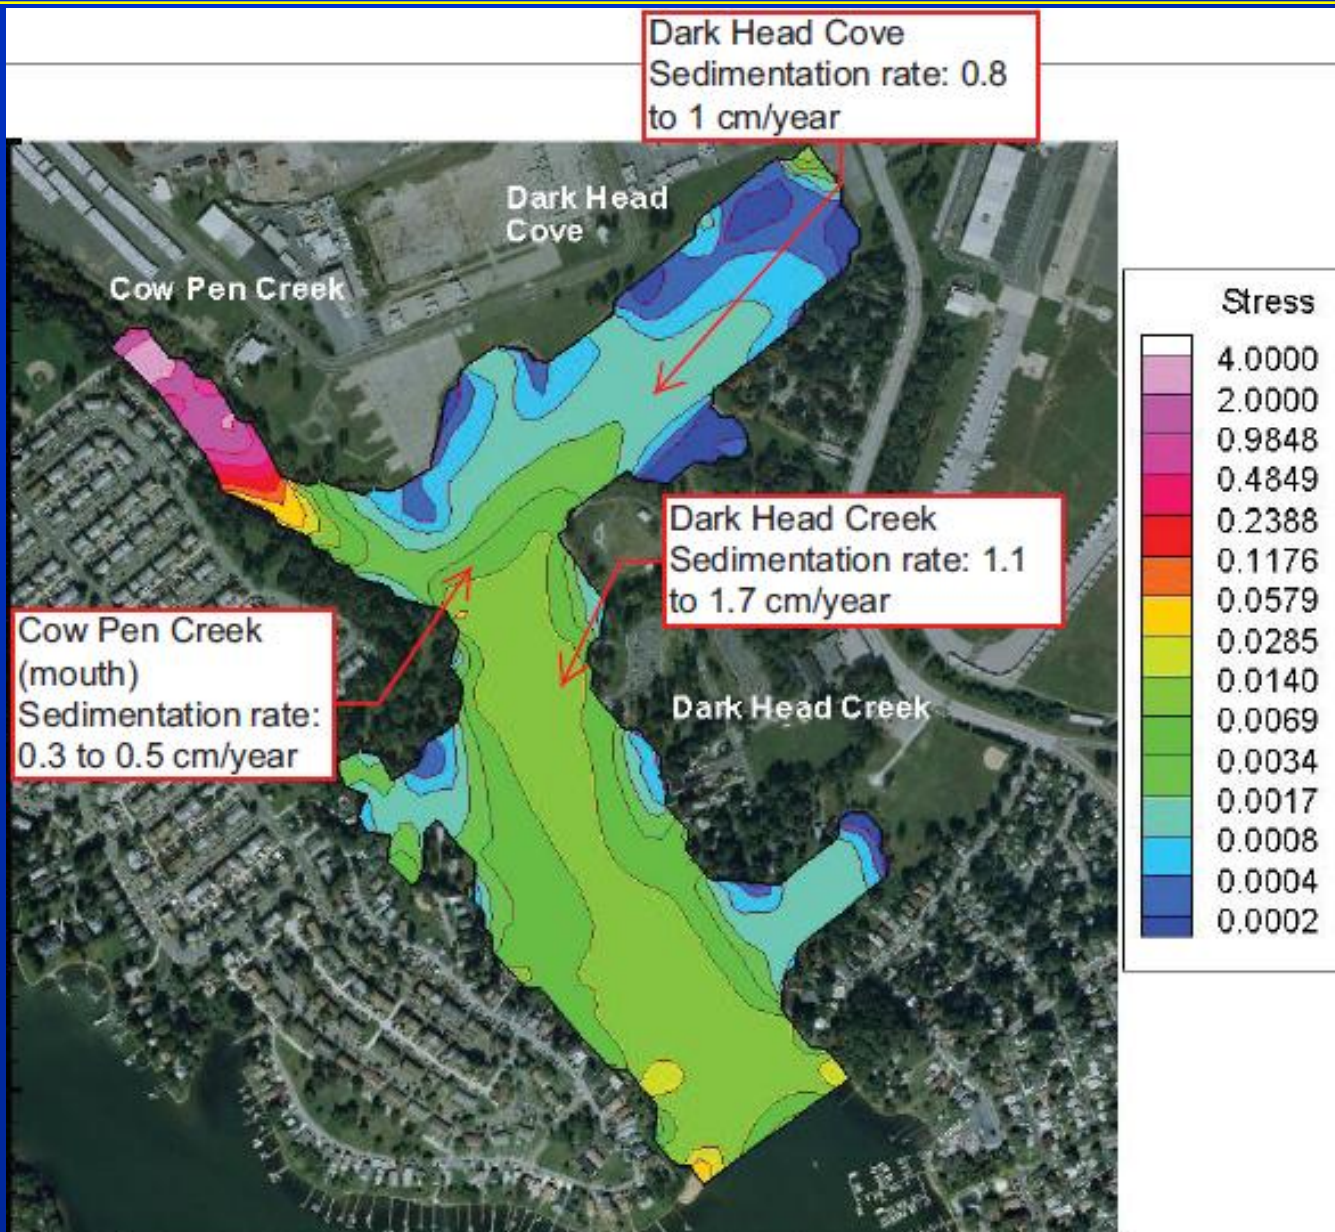 Dark Head Cove
Sedimentation rate: 0.8
to 1 cm/year
Dark Head
Cove
Cow Pen Creek
Stress
4.0000
2.0000
0.9848
0.4849
0.2388
0.1176
0.0579
0.0285
0.0140
0.0069
0.0034
0.0017
0.0008
0.0004
0.0002
Dark Head Creek
Sedimentation rate: 1.1
to 1.7 cm/year
Cow Pen Creek
(mouth)
Sedimentation rate:
0.3 to 0.5 cm/year
Dark Head Creek